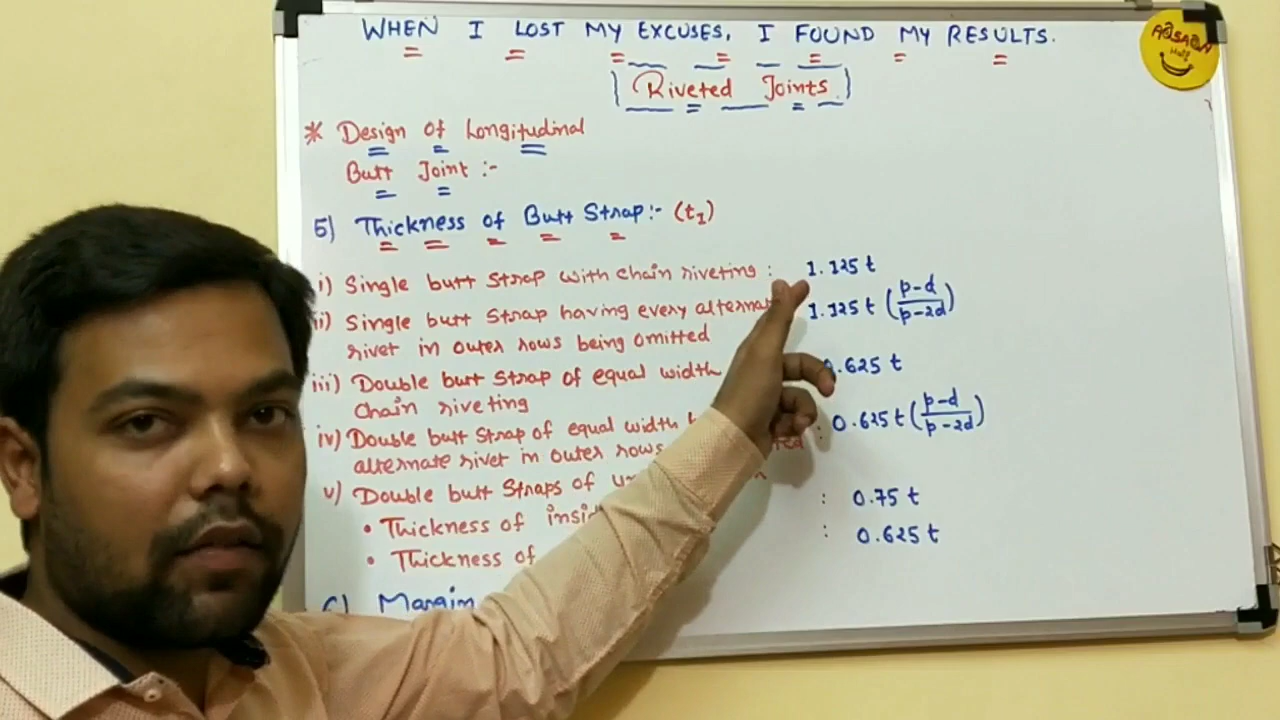 WHEN I LOST MY EXCUSES, I FOUND MY RESULTS.
Riveted Joints
* Design Of Longitudinal
Butt Joint :-
5) Thickness of Butt Strap :- (t1)
i) Single butt strap with chain riveting : 1.125 t
ii) Single butt strap having every alternate 1.125 t (p-d/p-2d)
rivet in outer rows being omitted
iii) Double butt strap of equal width 0.625 t
chain riveting
iv) Double butt strap of equal width : 0.625 t (p-d/p-2d)
alternate rivet in outer rows
v) Double butt straps of
• Thickness of : 0.75 t
• Thickness of : 0.625 t
Margin